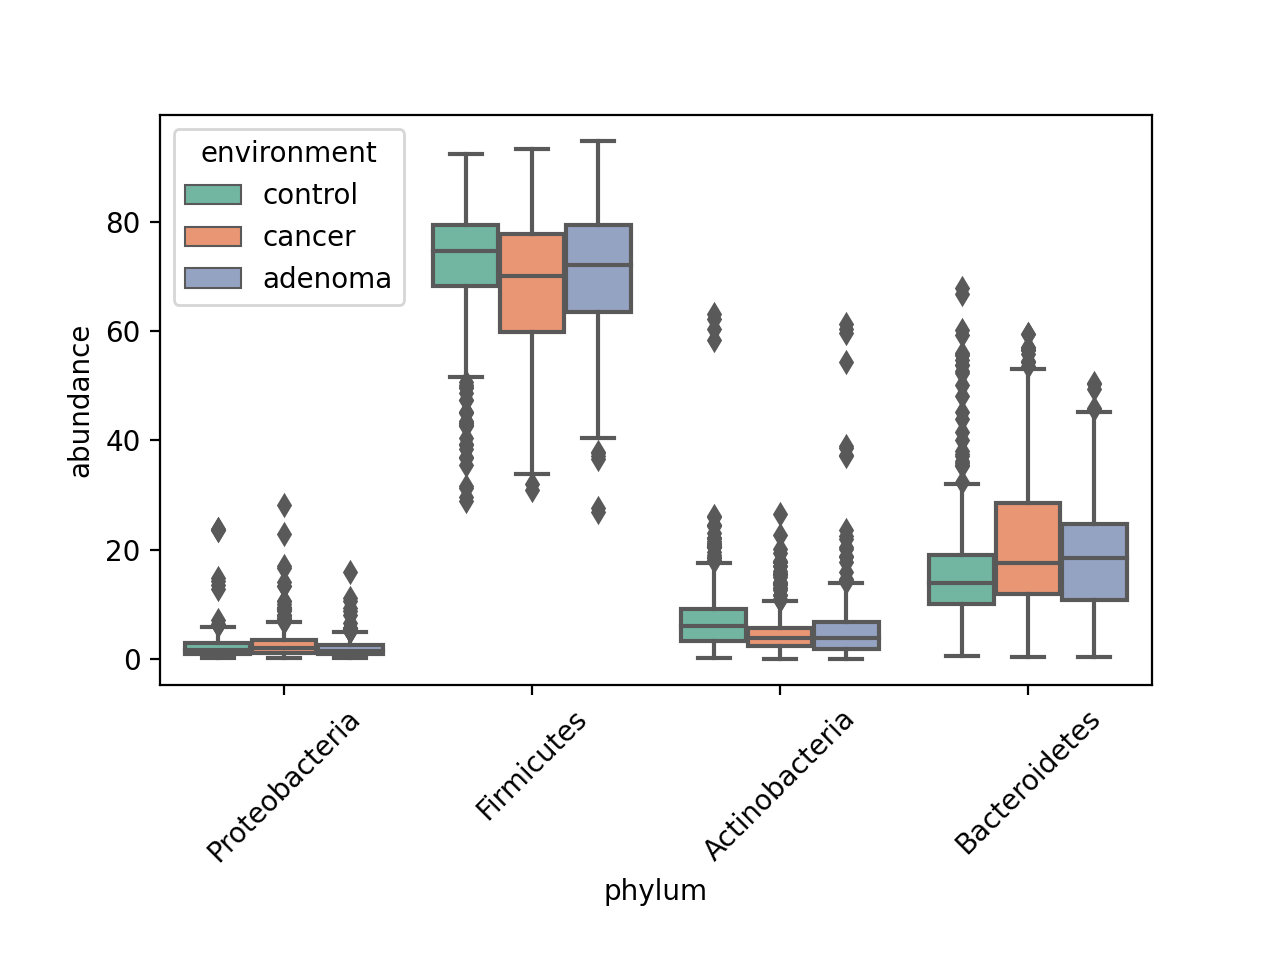 environment
control
cancer
adenoma
abundance
80
60
40
20
0
Proteobacteria
Firmicutes
Actinobacteria
Bacteroidetes
phylum